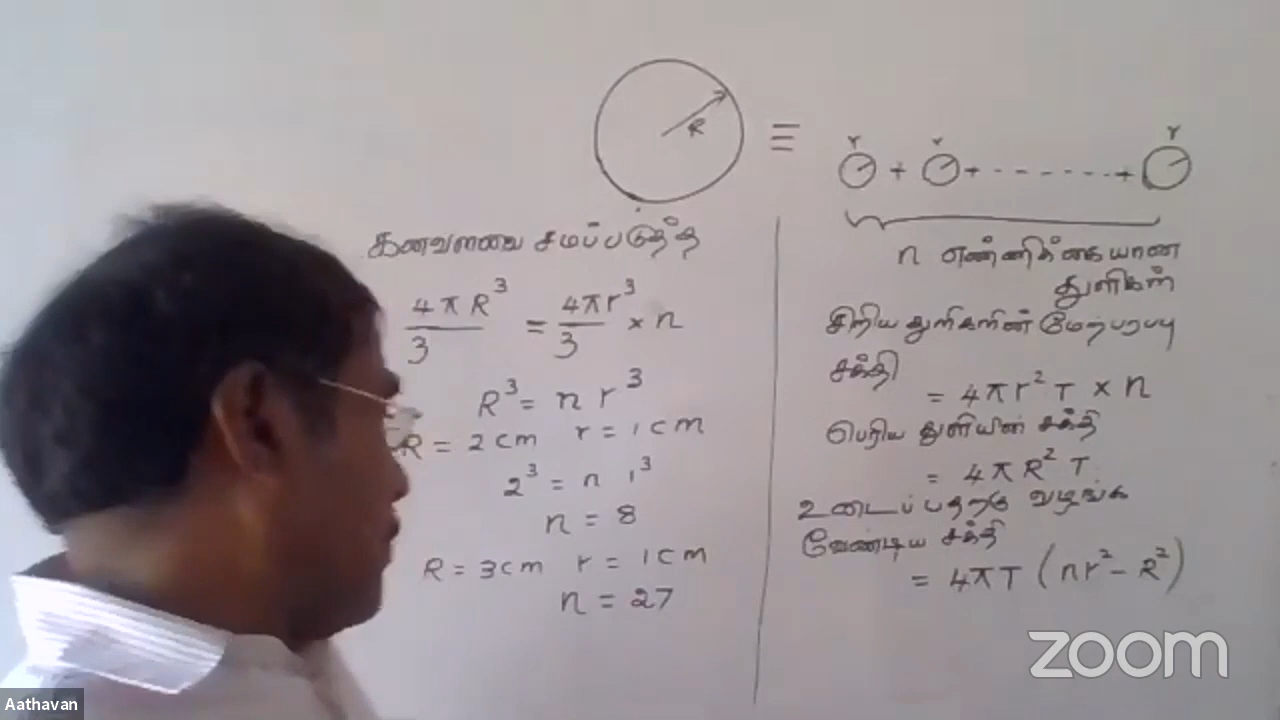 R
≡
r r r
+ + - - - - - - - +
கனவளவை சமப்படுத்த
4πR³/3 = 4πr³/3 × n
R³ = n r³
R = 2cm r = 1cm
2³ = n 1³
n = 8
R = 3cm r = 1cm
n = 27
n எண்ணிக்கையான
துளிகள்
சிறிய துளிகளின் மேற்பரப்பு
சக்தி
= 4πr²T × n
பெரிய துளியின் சக்தி
= 4πR²T
உடைப்பதற்கு வழங்க
வேண்டிய சக்தி
= 4πT (nr² - R²)
zoom
Aathavan